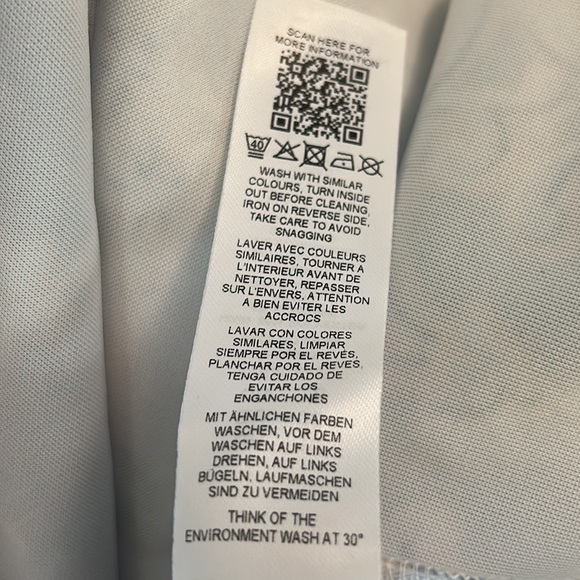 SCAN HERE FOR
MORE INFORMATION
40
WASH WITH SIMILAR
COLOURS, TURN INSIDE
OUT BEFORE CLEANING,
IRON ON REVERSE SIDE,
TAKE CARE TO AVOID
SNAGGING
LAVER AVEC COULEURS
SIMILAIRES, TOURNER A
L'INTERIEUR AVANT DE
NETTOYER, REPASSER
SUR L'ENVERS, ATTENTION
A BIEN EVITER LES
ACCROCS
LAVAR CON COLORES
SIMILARES, LIMPIAR
SIEMPRE POR EL REVÉS,
PLANCHAR POR EL REVÉS.
TENGA CUIDADO DE
EVITAR LOS
ENGANCHONES
MIT ÄHNLICHEN FARBEN
WASCHEN, VOR DEM
WASCHEN AUF LINKS
DREHEN, AUF LINKS
BÜGELN, LAUFMASCHEN
SIND ZU VERMEIDEN
THINK OF THE
ENVIRONMENT WASH AT 30°